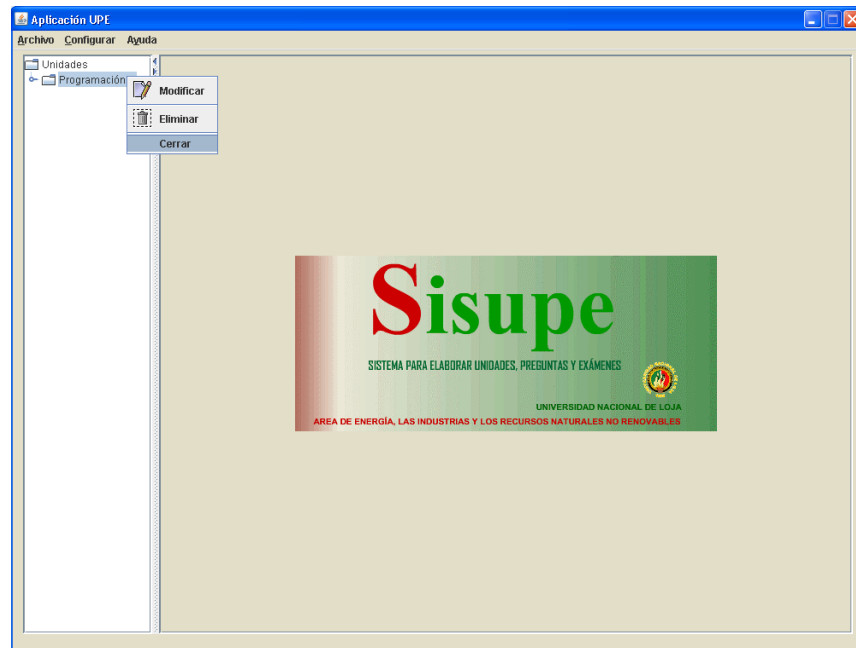 Aplicación UPE
Archivo Configurar Ayuda
Unidades
Programación
Modificar
Eliminar
Cerrar
Sisupe
SISTEMA PARA ELABORAR UNIDADES, PREGUNTAS Y EXÁMENES
UNIVERSIDAD NACIONAL DE LOJA
AREA DE ENERGÍA, LAS INDUSTRIAS Y LOS RECURSOS NATURALES NO RENOVABLES